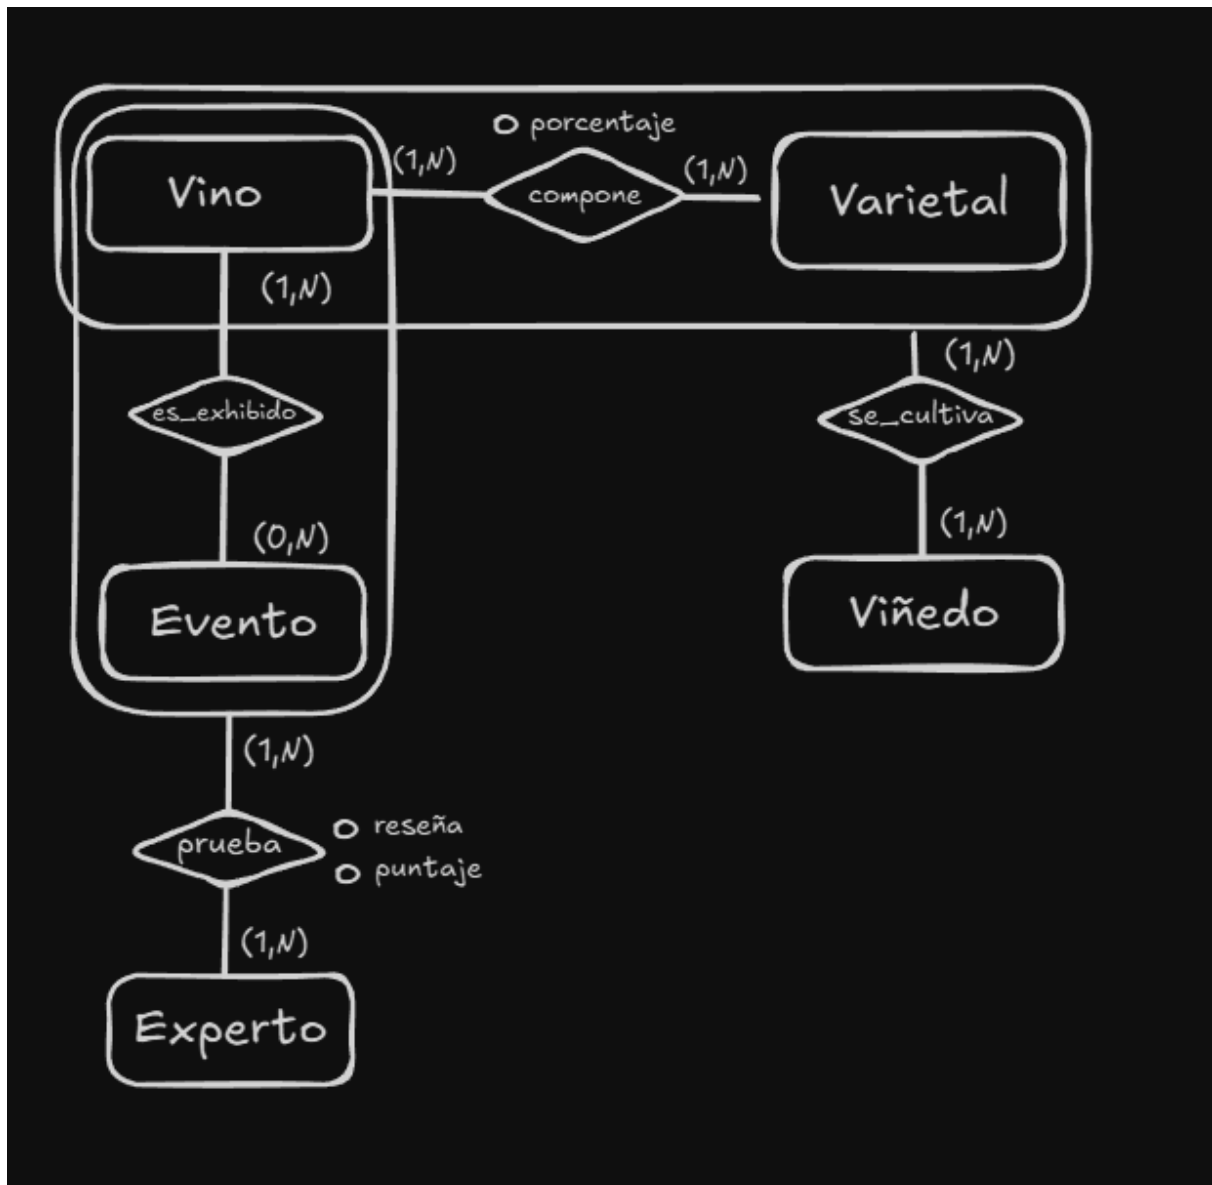 porcentaje
Vino
(1,N)
compone
(1,N)
Varietal
(1,N)
(1,N)
es_exhibido
se_cultiva
(0,N)
(1,N)
Evento
Viñedo
(1,N)
prueba
reseña
puntaje
(1,N)
Experto